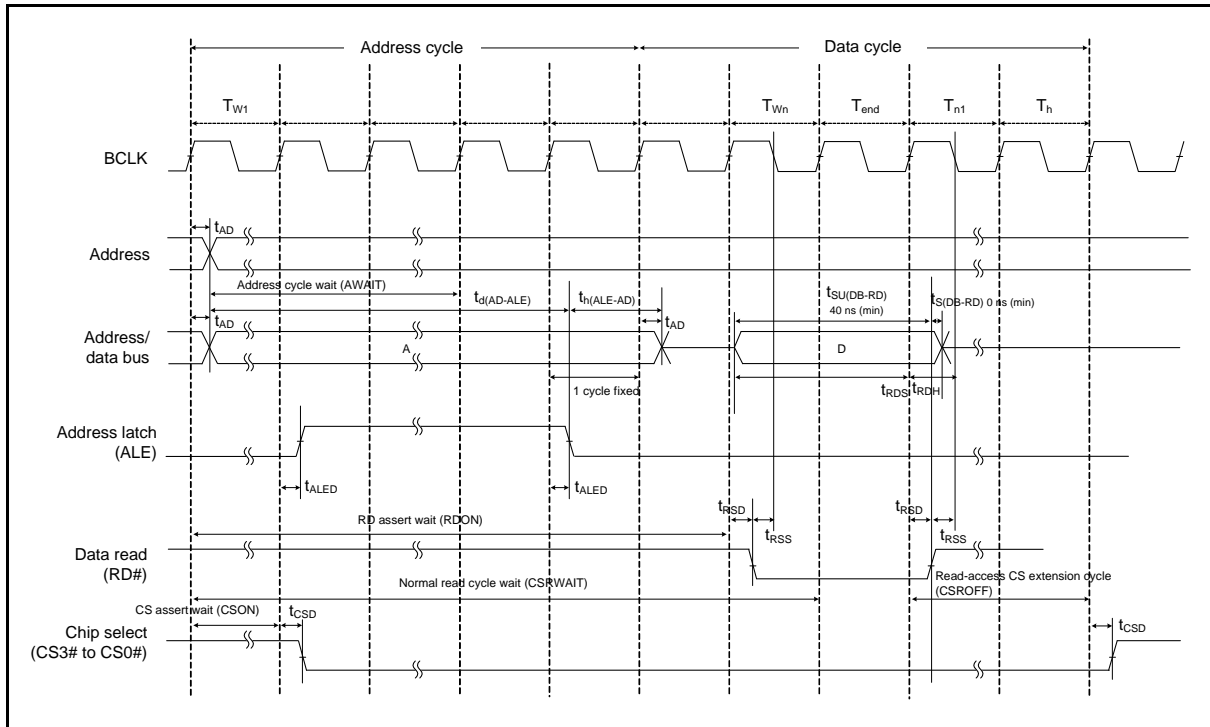 Address cycle
Data cycle
TW1
TWn
Tend
Tn1
Th
BCLK
tAD
Address
Address cycle wait (AWAIT)
td(AD-ALE)
th(ALE-AD)
tSU(DB-RD)
40 ns (min)
tS(DB-RD) 0 ns (min)
tAD
tAD
Address/
data bus
A
D
1 cycle fixed
tRDS
tRDH
Address latch
(ALE)
tALED
tALED
RD assert wait (RDON)
tRSD
tRSS
tRSD
tRSS
Data read
(RD#)
Normal read cycle wait (CSRWAIT)
Read-access CS extension cycle
(CSROFF)
CS assert wait (CSON)
tCSD
tCSD
Chip select
(CS3# to CS0#)